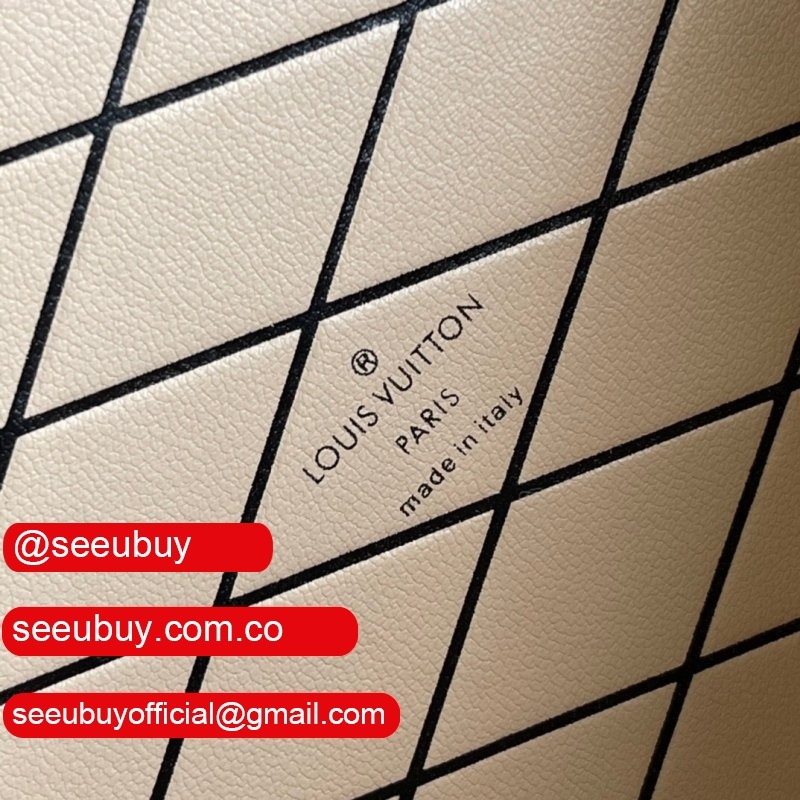 ®
LOUIS VUITTON
PARIS
made in italy
@seeubuy
seeubuy.com.co
seeubuyofficial@gmail.com